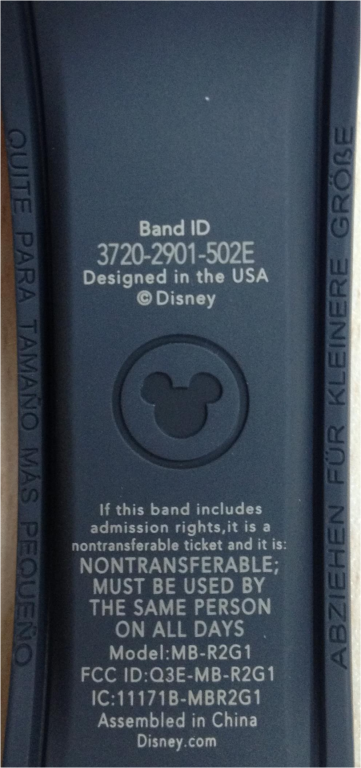 Band ID
3720-2901-502E
Designed in the USA
©Disney
If this band includes
admission rights,it is a
nontransferable ticket and it is:
NONTRANSFERABLE;
MUST BE USED BY
THE SAME PERSON
ON ALL DAYS
Model:MB-R2G1
FCC ID:Q3E-MB-R2G1
IC:11171B-MBR2G1
Assembled in China
Disney.com
QUITE PARA TAMAÑO MÁS PEQUEÑO
ABZIEHEN FÜR KLEINERE GRÖßE